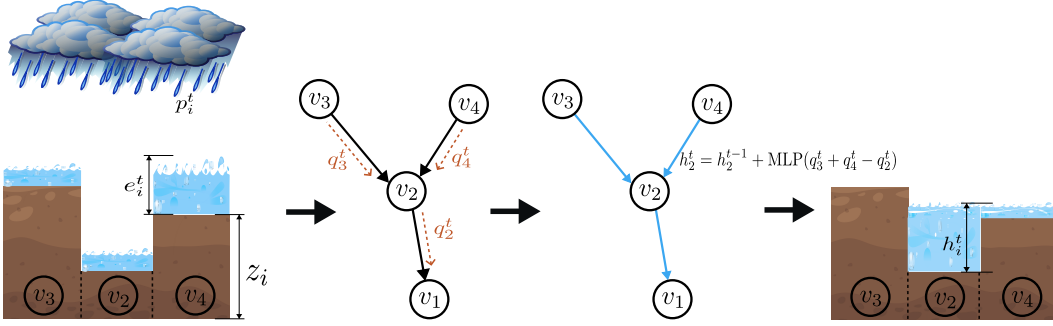 p_i^t
e_i^t
z_i
v_3 v_2 v_4
v_3
v_4
q_3^t
q_4^t
v_2
q_2^t
v_1
v_3
v_4
h_2^t = h_2^{t-1} + MLP(q_3^t + q_4^t − q_2^t)
v_2
v_1
h_i^t
v_3 v_2 v_4